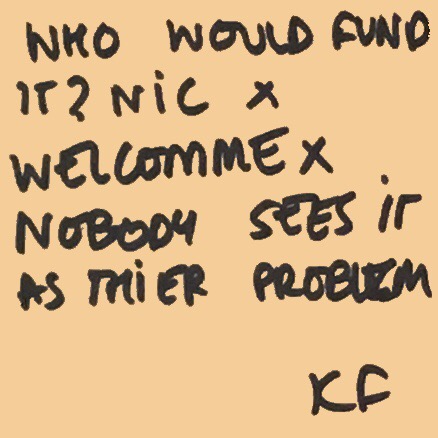 WHO WOULD FUND
IT? NIC X
WELCOMME X
NOBODY SEES IT
AS THIER PROBLEM
KF